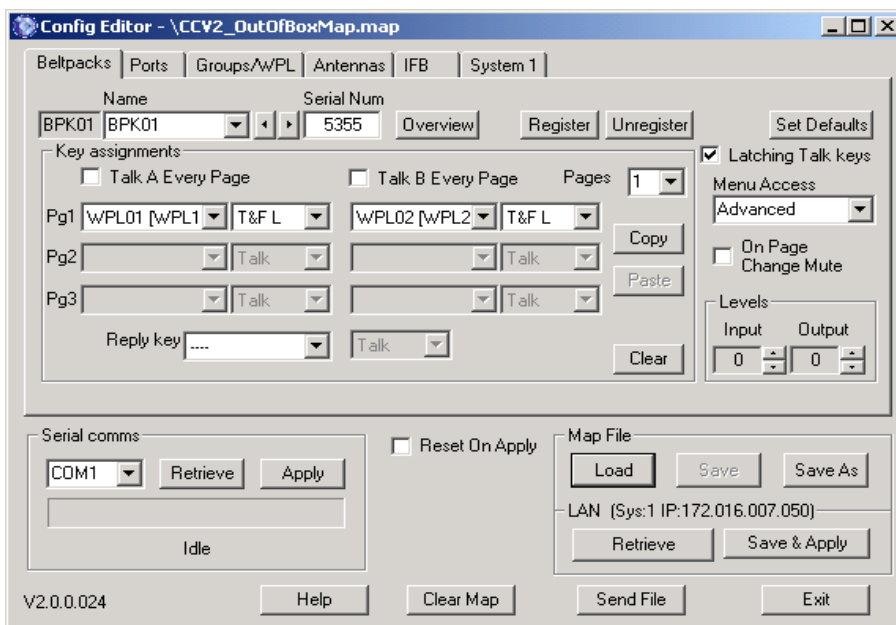 Config Editor - \CCV2_OutOfBoxMap.map
Beltpacks Ports Groups/WPL Antennas IFB System 1
Name Serial Num
BPK01 BPK01 5355 Overview Register Unregister Set Defaults
Key assignments Latching Talk keys
Talk A Every Page Talk B Every Page Pages 1 Menu Access
Pg1 WPL01 [WPL1 T&F L WPL02 [WPL2 T&F L Advanced
Copy
Pg2 Talk Talk On Page
Change Mute
Paste
Pg3 Talk Talk Levels
Input Output
Reply key ---- Talk Clear 0 0
Serial comms Reset On Apply Map File
COM1 Retrieve Apply Load Save Save As
LAN (Sys:1 IP:172.016.007.050)
Idle Retrieve Save & Apply
V2.0.0.024 Help Clear Map Send File Exit